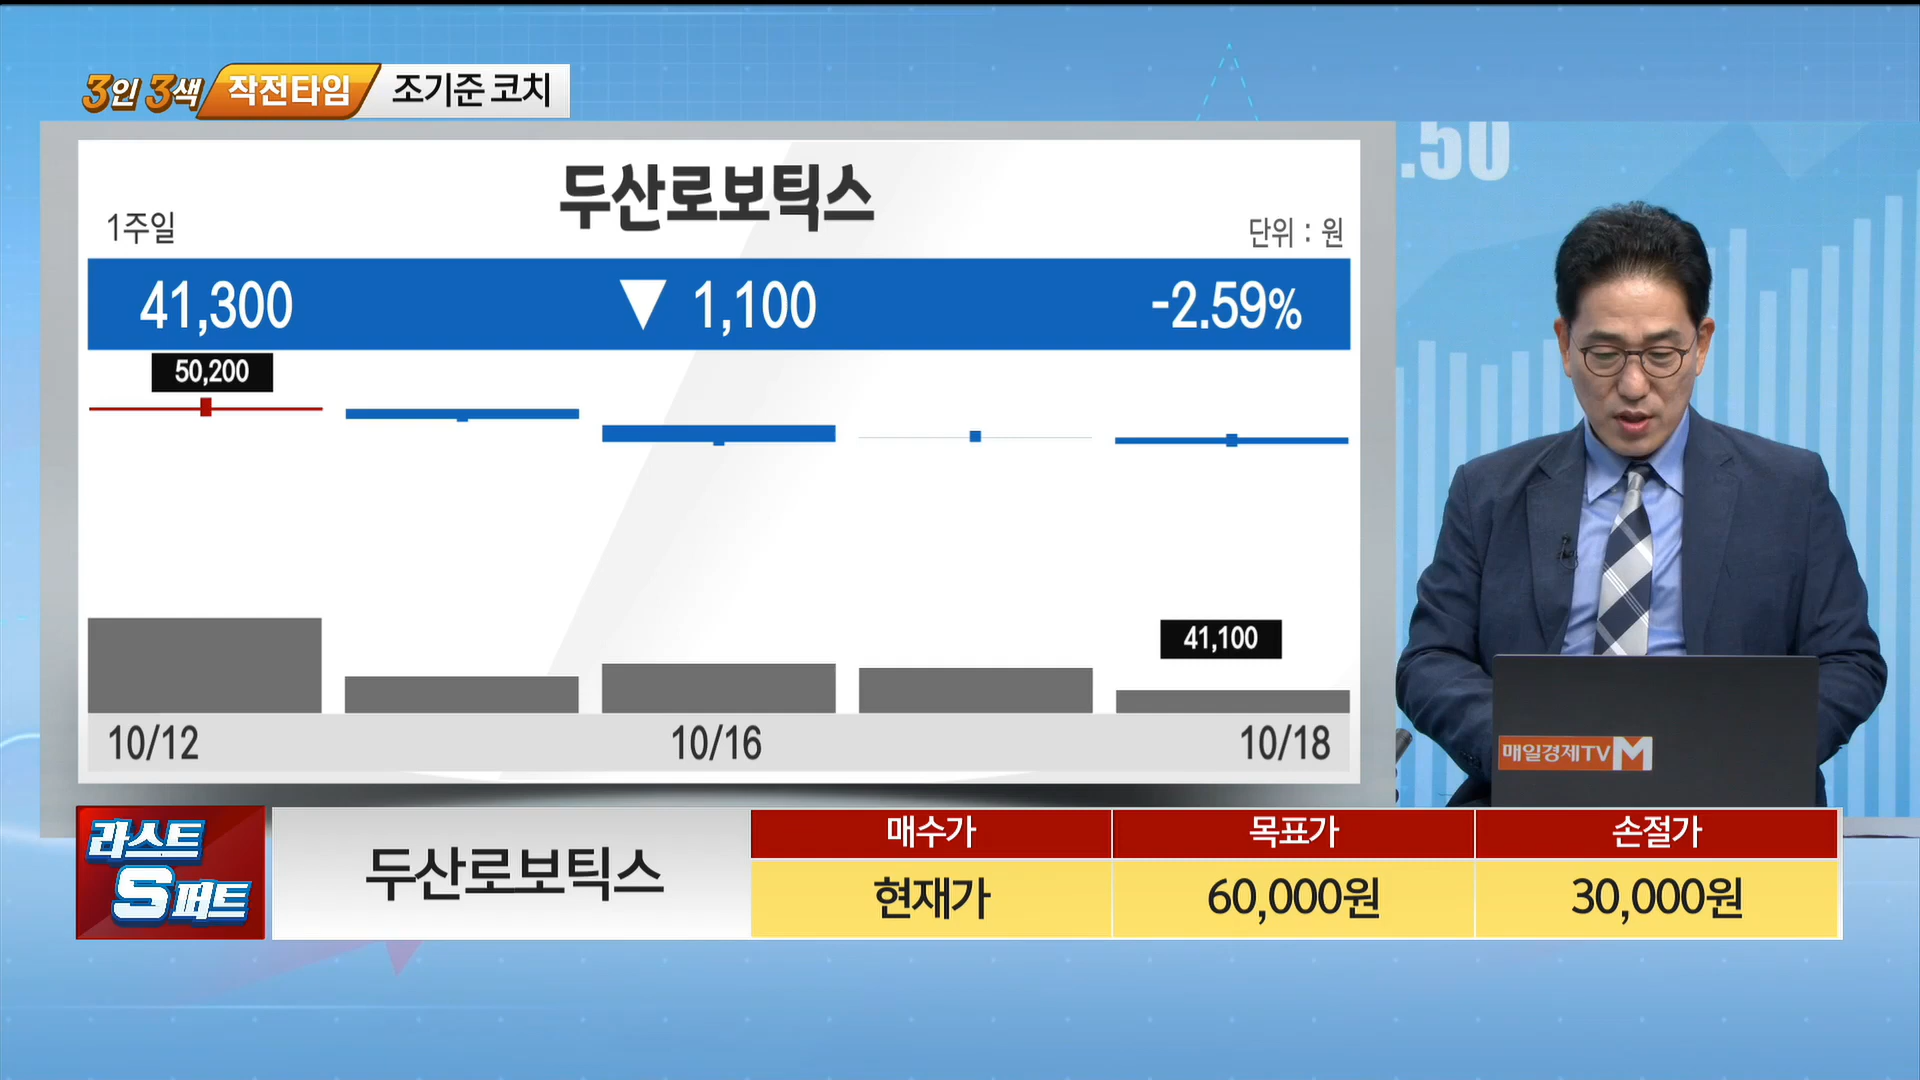 3인 3색 작전타임 조기준 코치
.50
두산로보틱스
1주일
단위 : 원
41,300 ▼ 1,100 -2.59%
50,200
41,100
10/12 10/16 10/18
매일경제TV M
라스트
S퍼트
두산로보틱스
매수가 목표가 손절가
현재가 60,000원 30,000원